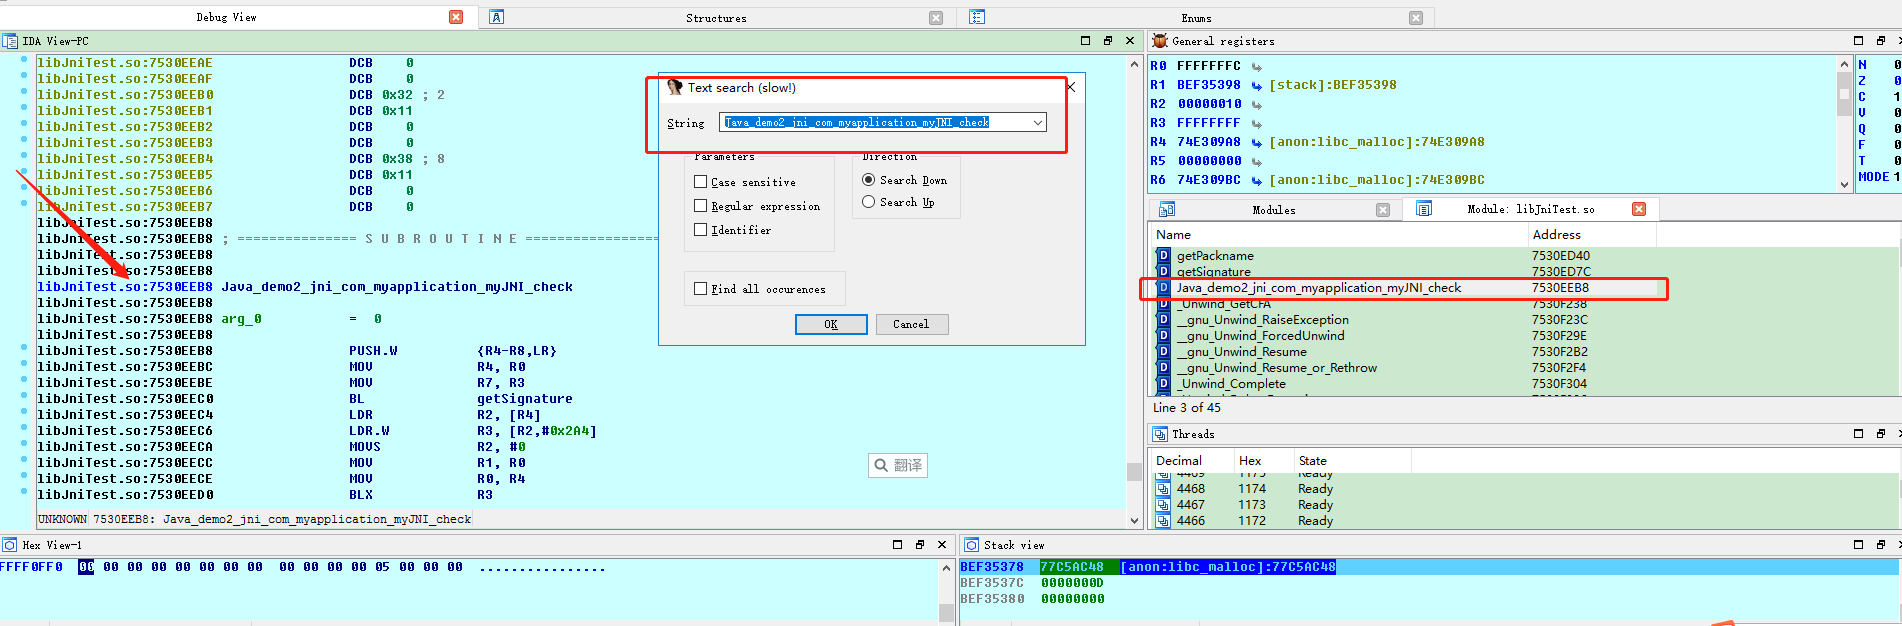 Debug View
Structures
Enums
IDA View-PC
libJniTest.so:7530EEAE DCB 0
libJniTest.so:7530EEAF DCB 0
libJniTest.so:7530EEB0 DCB 0x32 ; 2
libJniTest.so:7530EEB1 DCB 0x11
libJniTest.so:7530EEB2 DCB 0
libJniTest.so:7530EEB3 DCB 0
libJniTest.so:7530EEB4 DCB 0x38 ; 8
libJniTest.so:7530EEB5 DCB 0x11
libJniTest.so:7530EEB6 DCB 0
libJniTest.so:7530EEB7 DCB 0
libJniTest.so:7530EEB8
libJniTest.so:7530EEB8 ; =============== S U B R O U T I N E ================
libJniTest.so:7530EEB8
libJniTest.so:7530EEB8
libJniTest.so:7530EEB8 Java_demo2_jni_com_myapplication_myJNI_check
libJniTest.so:7530EEB8
libJniTest.so:7530EEB8 arg_0 = 0
libJniTest.so:7530EEB8
libJniTest.so:7530EEB8 PUSH.W {R4-R8,LR}
libJniTest.so:7530EEBC MOV R4, R0
libJniTest.so:7530EEBE MOV R7, R3
libJniTest.so:7530EEC0 BL getSignature
libJniTest.so:7530EEC4 LDR R2, [R4]
libJniTest.so:7530EEC6 LDR.W R3, [R2,#0x2A4]
libJniTest.so:7530EECA MOVS R2, #0
libJniTest.so:7530EECC MOV R1, R0
libJniTest.so:7530EECE MOV R0, R4
libJniTest.so:7530EED0 BLX R3
UNKNOWN 7530EEB8: Java_demo2_jni_com_myapplication_myJNI_check
Text search (slow!)
String Java_demo2_jni_com_myapplication_myJNI_check
Parameters
Case sensitive
Regular expression
Identifier
Direction
Search Down
Search Up
Find all occurences
OK Cancel
翻译
General registers
R0 FFFFFFFC
R1 BEF35398 [stack]:BEF35398
R2 00000010
R3 FFFFFFFF
R4 74E309A8 [anon:libc_malloc]:74E309A8
R5 00000000
R6 74E309BC [anon:libc_malloc]:74E309BC
N 0
Z 0
C 1
V 0
Q 0
F 0
T 0
MODE 1
Modules
Module: libJniTest.so
Name Address
getPackname 7530ED40
getSignature 7530ED7C
Java_demo2_jni_com_myapplication_myJNI_check 7530EEB8
_Unwind_GetCFA 7530F238
__gnu_Unwind_RaiseException 7530F23C
__gnu_Unwind_ForcedUnwind 7530F29E
__gnu_Unwind_Resume 7530F2B2
__gnu_Unwind_Resume_or_Rethrow 7530F2F4
_Unwind_Complete 7530F304
Line 3 of 45
Threads
Decimal Hex State
4469 1175 Ready
4468 1174 Ready
4467 1173 Ready
4466 1172 Ready
Hex View-1
FFFF0FF0 00 00 00 00 00 00 00 00 00 00 00 00 05 00 00 00 ................
Stack view
BEF35378 77C5AC48 [anon:libc_malloc]:77C5AC48
BEF3537C 0000000D
BEF35380 00000000